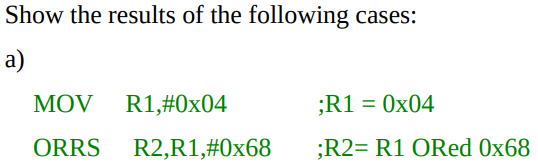 Show the results of the following cases:
a)
MOV R1,#0x04 ;R1 = 0x04
ORRS R2,R1,#0x68 ;R2= R1 ORed 0x68